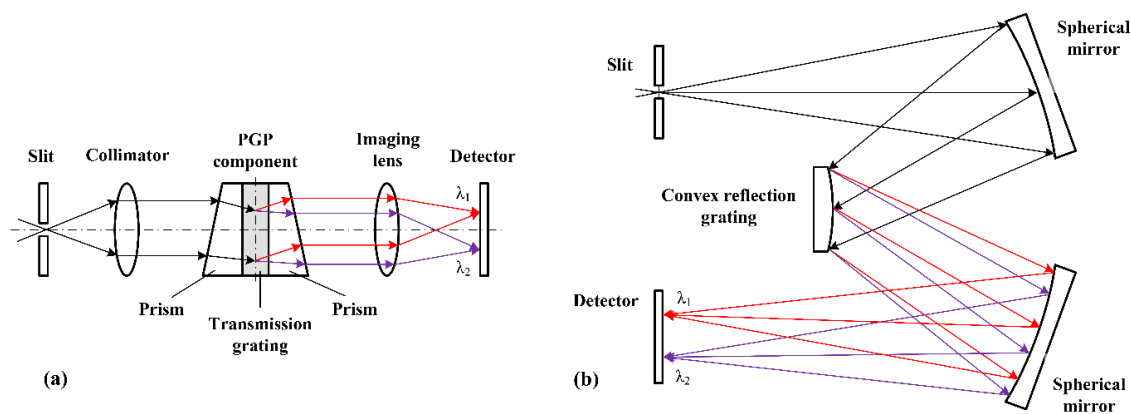 Slit
Collimator
PGP
component
Imaging
lens
Detector
λ1
λ2
Prism
Transmission
grating
Prism
(a)
Spherical
mirror
Slit
Convex reflection
grating
Detector
λ1
λ2
(b)
Spherical
mirror